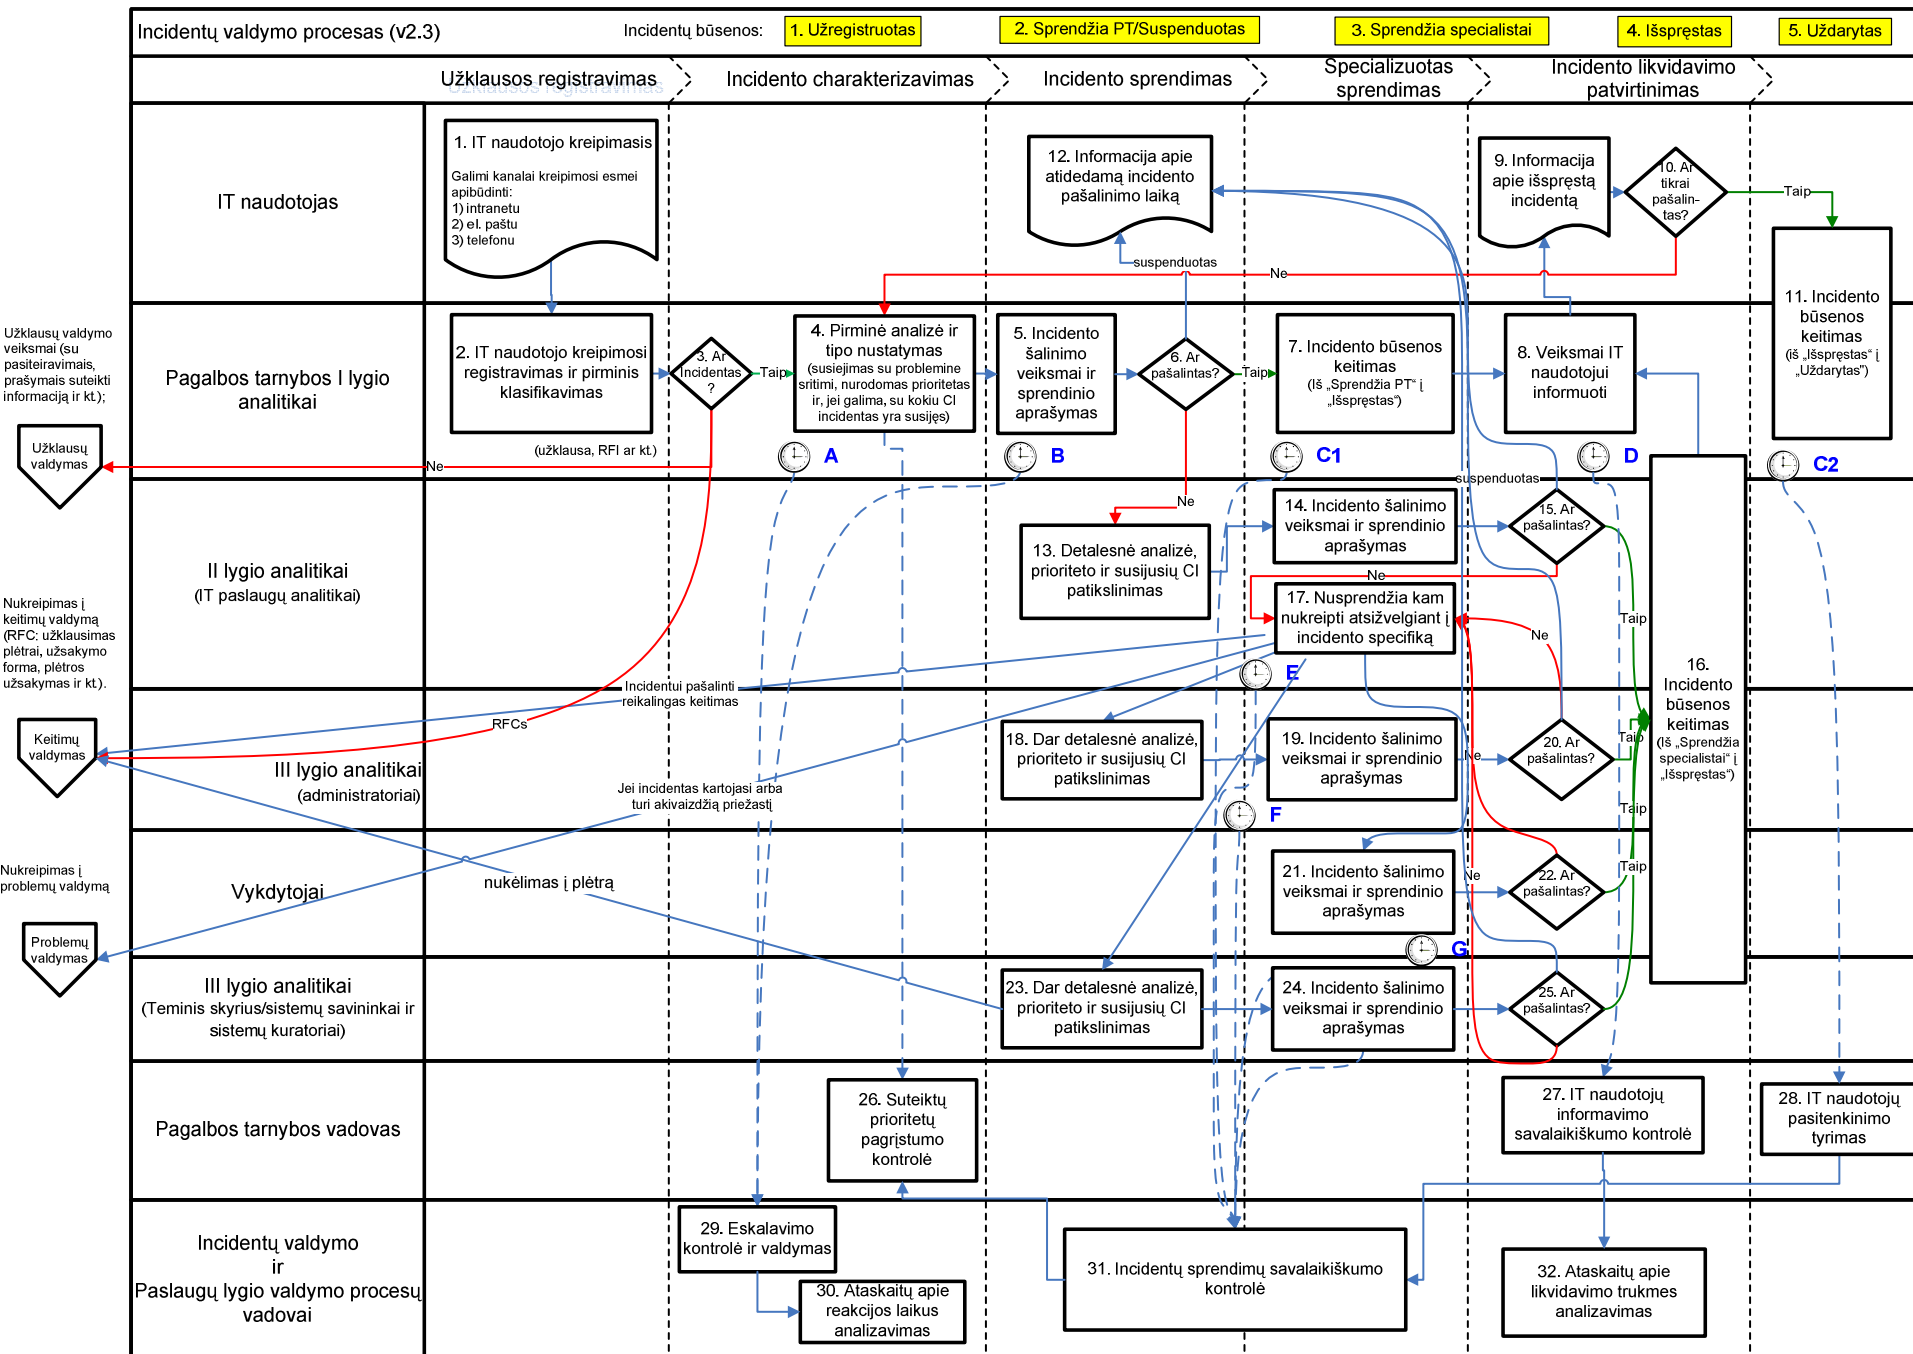 Incidentų valdymo procesas (v2.3)
Incidentų būsenos:
1. Užregistruotas
2. Sprendžia PT/Suspenduotas
3. Sprendžia specialistai
4. Išspręstas
5. Uždarytas
Užklausos registravimas
Incidento charakterizavimas
Incidento sprendimas
Specializuotas
sprendimas
Incidento likvidavimo
patvirtinimas
IT naudotojas
1. IT naudotojo kreipimasis
Galimi kanalai kreipimosi esmei
apibūdinti:
1) intranetu
2) el. paštu
3) telefonu
12. Informacija apie
atidedamą incidento
pašalinimo laiką
9. Informacija
apie išspręstą
incidentą
10. Ar
tikrai
pašalin-
tas?
Taip
suspenduotas
Ne
11. Incidento
būsenos
keitimas
(iš „Išspręstas“ į
„Uždarytas”)
Užklausų valdymo
veiksmai (su
pasiteiravimais,
prašymais suteikti
informaciją ir kt.);
Pagalbos tarnybos I lygio
analitikai
2. IT naudotojo kreipimosi
registravimas ir pirminis
klasifikavimas
(užklausa, RFI ar kt.)
3. Ar
Incidentas
?
Taip
4. Pirminė analizė ir
tipo nustatymas
(susiejimas su problemine
sritimi, nurodomas prioritetas
ir, jei galima, su kokiu CI
incidentas yra susijęs)
5. Incidento
šalinimo
veiksmai ir
sprendinio
aprašymas
6. Ar
pašalintas?
Taip
7. Incidento būsenos
keitimas
(Iš „Sprendžia PT“ į
„Išspręstas“)
8. Veiksmai IT
naudotojui
informuoti
Užklausų
valdymas
Ne
A
B
C1
D
C2
suspenduotas
Ne
II lygio analitikai
(IT paslaugų analitikai)
13. Detalesnė analizė,
prioriteto ir susijusių CI
patikslinimas
14. Incidento šalinimo
veiksmai ir sprendinio
aprašymas
15. Ar
pašalintas?
Ne
17. Nusprendžia kam
nukreipti atsižvelgiant į
incidento specifiką
Taip
Ne
E
16.
Incidento
būsenos
keitimas
(Iš „Sprendžia
specialistai“ į
„Išspręstas“)
Nukreipimas į
keitimų valdymą
(RFC: užklausimas
plėtrai, užsakymo
forma, plėtros
užsakymas ir kt.).
Incidentui pašalinti
reikalingas keitimas
RFCs
Keitimų
valdymas
III lygio analitikai
(administratoriai)
18. Dar detalesnė analizė,
prioriteto ir susijusių CI
patikslinimas
19. Incidento šalinimo
veiksmai ir sprendinio
aprašymas
Ne
20. Ar
pašalintas?
Taip
Jei incidentas kartojasi arba
turi akivaizdžią priežastį
F
Taip
Nukreipimas į
problemų valdymą
Vykdytojai
nukėlimas į plėtrą
21. Incidento šalinimo
veiksmai ir sprendinio
aprašymas
Ne
22. Ar
pašalintas?
Taip
Problemų
valdymas
G
III lygio analitikai
(Teminis skyrius/sistemų savininkai ir
sistemų kuratoriai)
23. Dar detalesnė analizė,
prioriteto ir susijusių CI
patikslinimas
24. Incidento šalinimo
veiksmai ir sprendinio
aprašymas
25. Ar
pašalintas?
Pagalbos tarnybos vadovas
26. Suteiktų
prioritetų
pagrįstumo
kontrolė
27. IT naudotojų
informavimo
savalaikiškumo kontrolė
28. IT naudotojų
pasitenkinimo
tyrimas
Incidentų valdymo
ir
Paslaugų lygio valdymo procesų
vadovai
29. Eskalavimo
kontrolė ir valdymas
30. Ataskaitų apie
reakcijos laikus
analizavimas
31. Incidentų sprendimų savalaikiškumo
kontrolė
32. Ataskaitų apie
likvidavimo trukmes
analizavimas